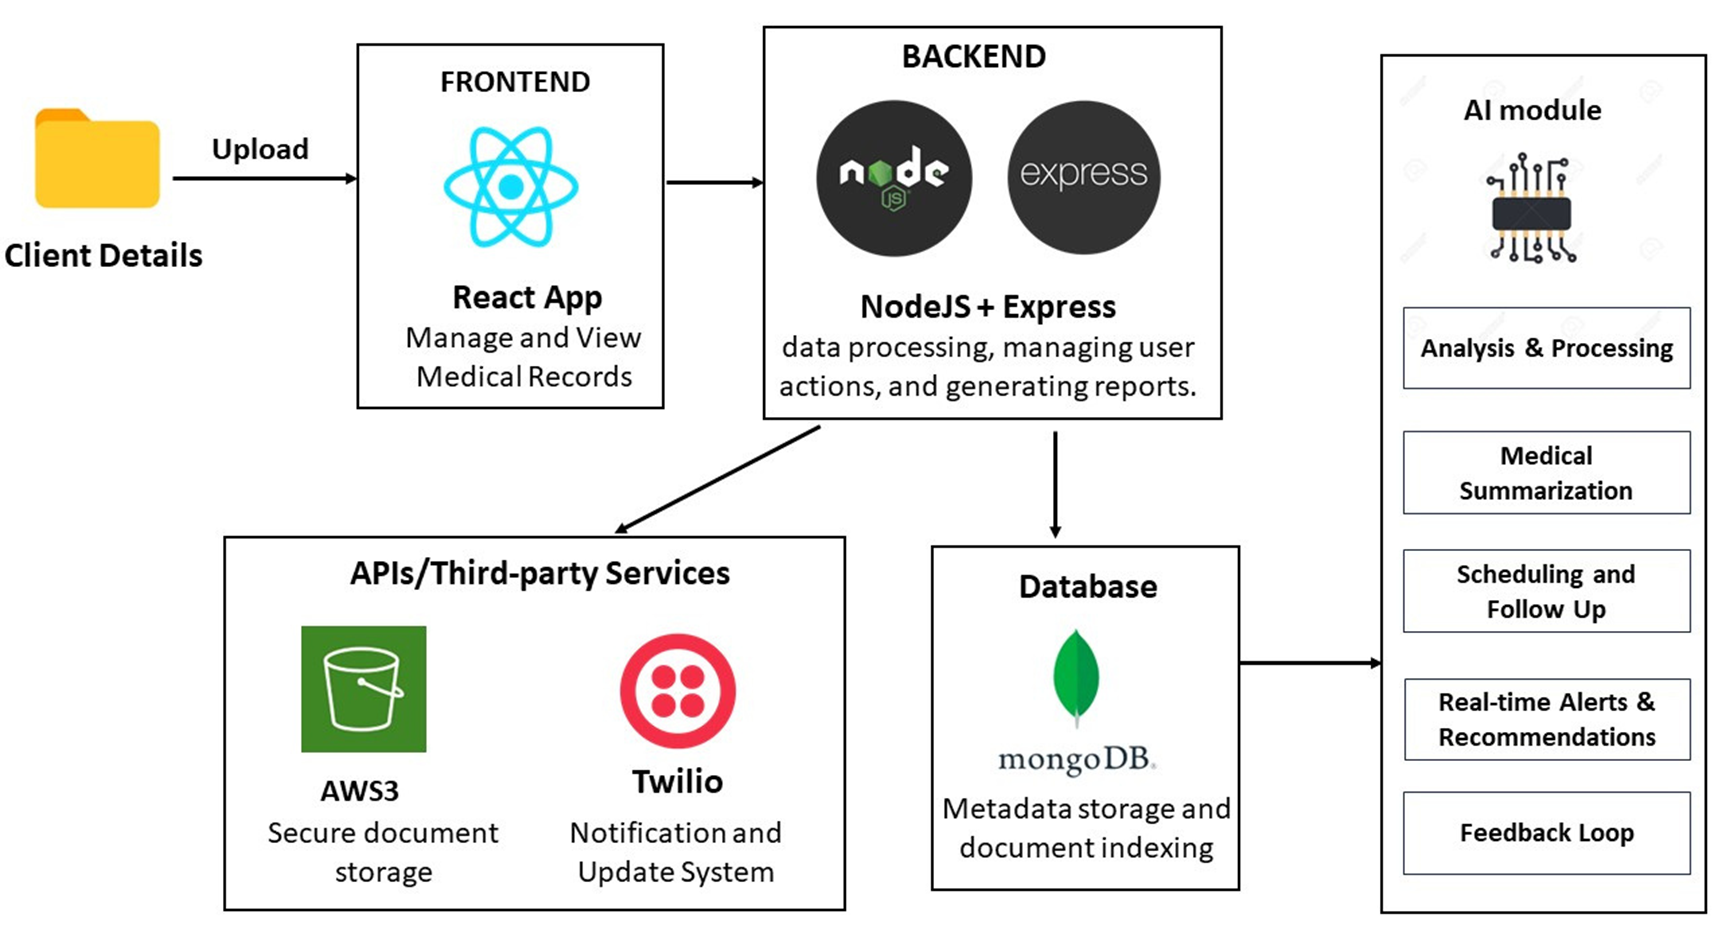 Client Details
Upload
FRONTEND
React App
Manage and View
Medical Records
BACKEND
node
JS
express
NodeJS + Express
data processing, managing user
actions, and generating reports.
APIs/Third-party Services
AWS3
Secure document
storage
Twilio
Notification and
Update System
Database
mongoDB®
Metadata storage and
document indexing
AI module
Analysis & Processing
Medical
Summarization
Scheduling and
Follow Up
Real-time Alerts &
Recommendations
Feedback Loop